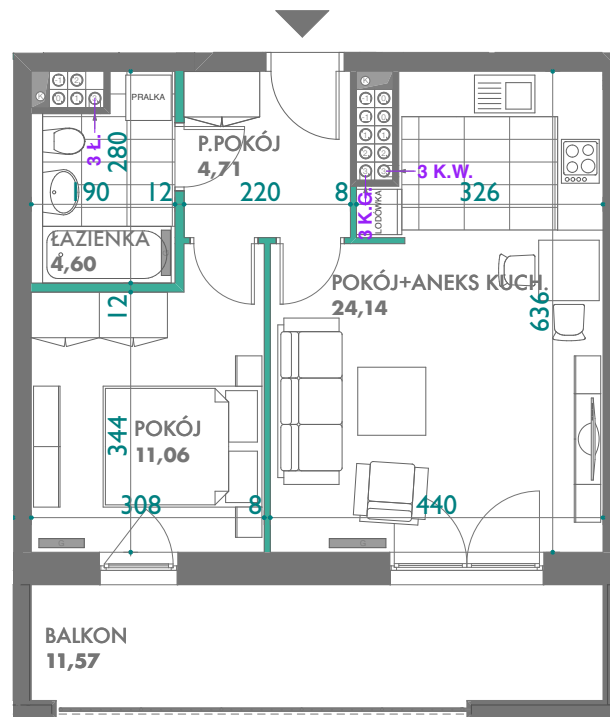 PRALKA
3 Ł.
280
P.POKÓJ
4,71
3 K.W.
190
12
220
8
326
3 K.G.
LODÓWKA
ŁAZIENKA
4,60
POKÓJ+ANEKS KUCH.
24,14
636
12
344
POKÓJ
11,06
308
8
440
G
G
BALKON
11,57